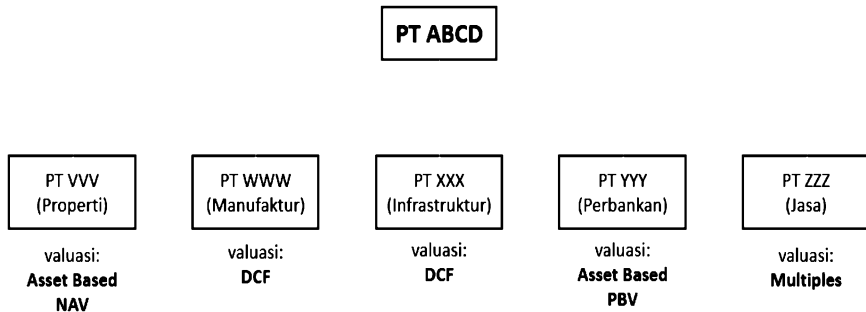 PT ABCD
PT VVV
(Properti)
PT WWW
(Manufaktur)
PT XXX
(Infrastruktur)
PT YYY
(Perbankan)
PT ZZZ
(Jasa)
valuasi:
Asset Based
NAV
valuasi:
DCF
valuasi:
DCF
valuasi:
Asset Based
PBV
valuasi:
Multiples